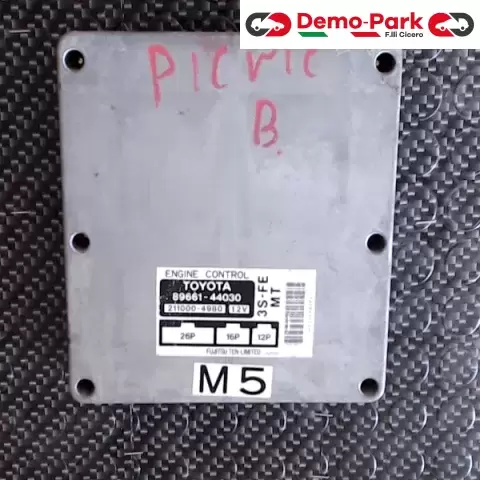 Demo-Park
F.lli Cicero
PICNIC
B.
ENGINE CONTROL
TOYOTA
89661-44030
211000-4980 12V
3S-FE
MT
26P 16P 12P
FUJITSU TEN LIMITED
M5